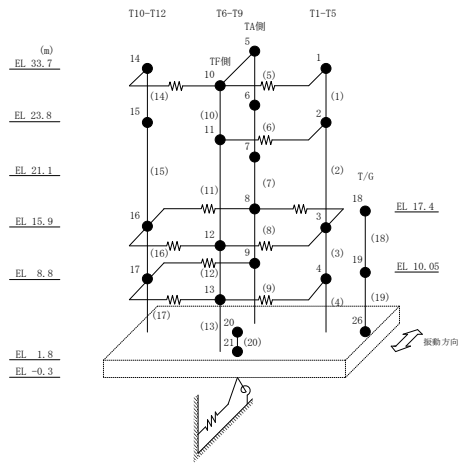 T10-T12 T6-T9 T1-T5
TA側
(m) 5
EL 33.7 14 TF側 10 (5) 1
(14) 6 (10) (1)
EL 23.8 15 11 (6) 2
7
EL 21.1 (15) (7) (2) T/G
(11) 8 18 EL 17.4
EL 15.9 16 12 (8) 3 (18)
(16) (12) 9 (3) 19 EL 10.05
EL 8.8 17 13 (9) 4
(17) (13) 20 (4) (19) 26
EL 1.8 21 (20) 振動方向
EL -0.3